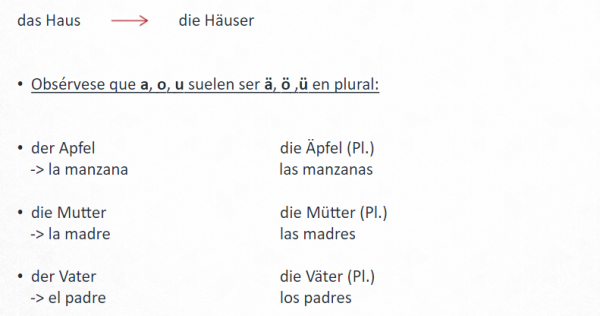 das Haus → die Häuser
• Obsérvese que a, o, u suelen ser ä, ö ,ü en plural:
• der Apfel die Äpfel (Pl.)
-> la manzana las manzanas
• die Mutter die Mütter (Pl.)
-> la madre las madres
• der Vater die Väter (Pl.)
-> el padre los padres